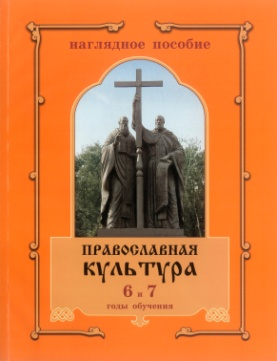 наглядное пособие
ПРАВОСЛАВНАЯ
КУЛЬТУРА
6 и 7
годы обучения